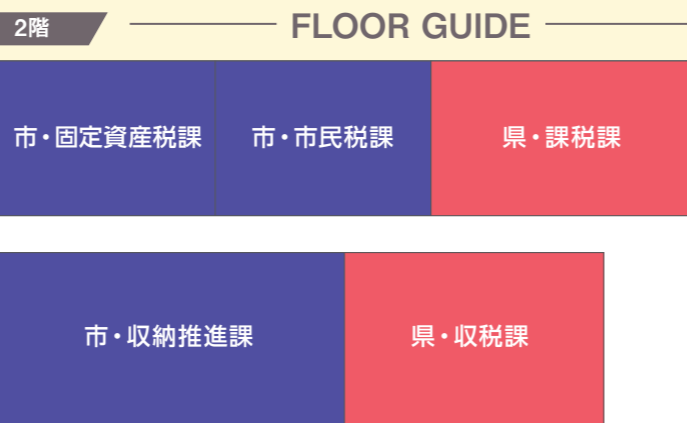 2階
FLOOR GUIDE
市・固定資産税課
市・市民税課
県・課税課
市・収納推進課
県・収税課